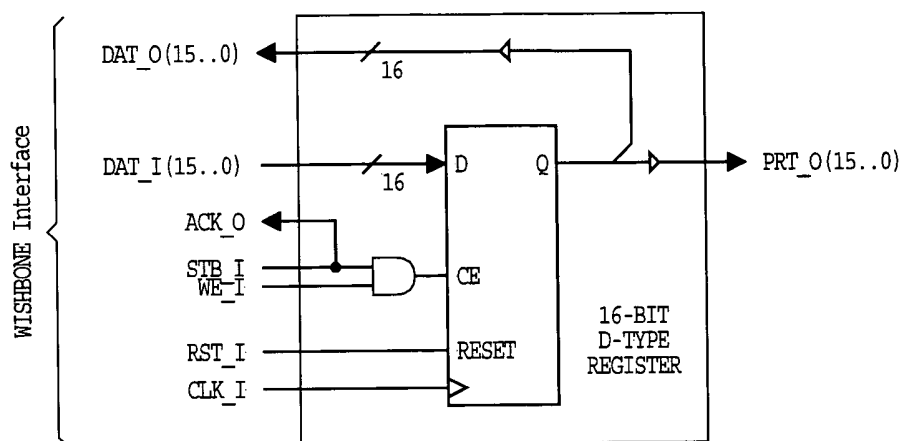 DAT_O(15..0)
16
DAT_I(15..0)
16
D
Q
PRT_O(15..0)
ACK_O
STB_I
WE_I
CE
RST_I
RESET
CLK_I
16-BIT
D-TYPE
REGISTER
WISHBONE Interface